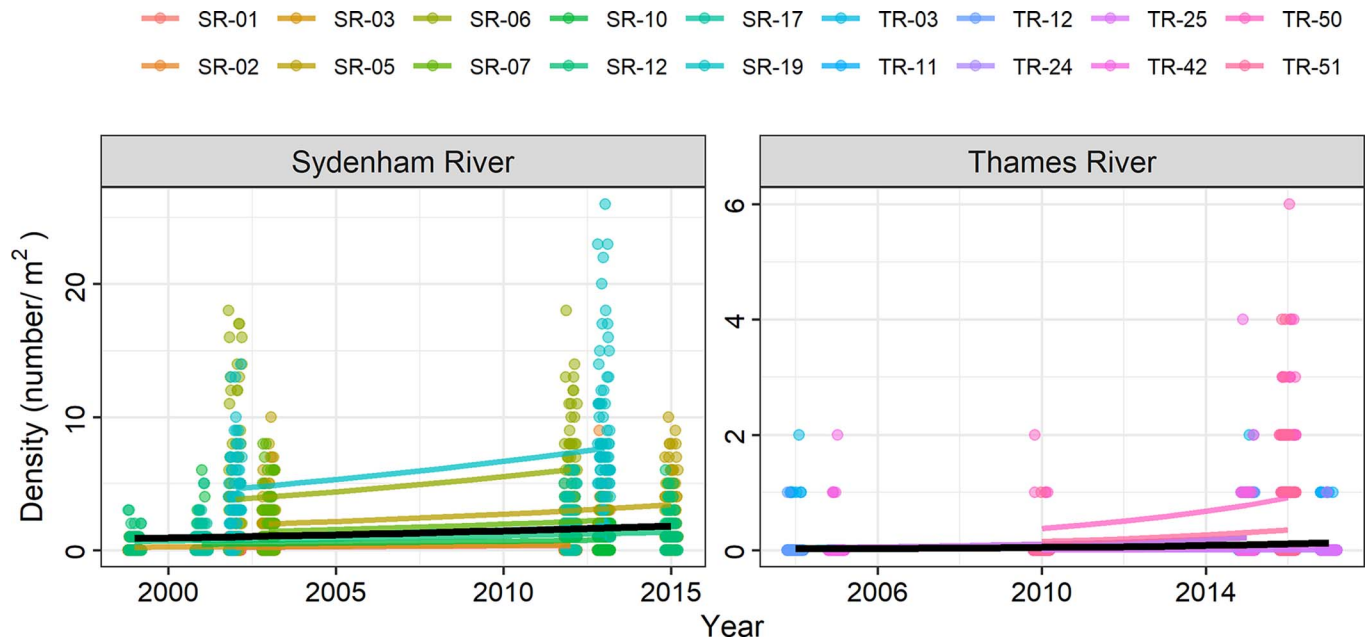 SR-01 SR-03 SR-06 SR-10 SR-17 TR-03 TR-12 TR-25 TR-50
SR-02 SR-05 SR-07 SR-12 SR-19 TR-11 TR-24 TR-42 TR-51
Sydenham River Thames River
Density (number/ m²)
20
10
0
6
4
2
0
2000 2005 2010 2015 2006 2010 2014
Year